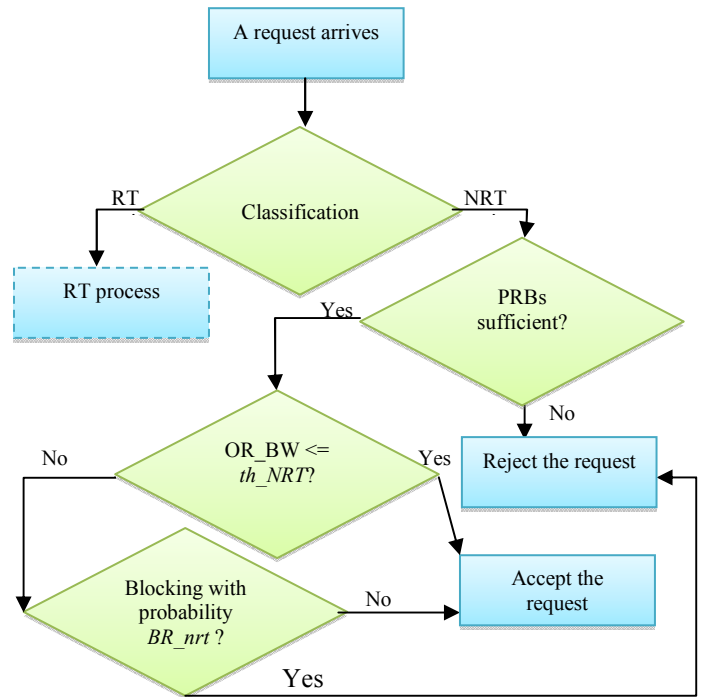 A request arrives
RT
NRT
Classification
RT process
PRBs
sufficient?
Yes
No
OR_BW <=
th_NRT?
No
Yes
Reject the request
Blocking with
probability
BR_nrt ?
No
Accept the
request
Yes